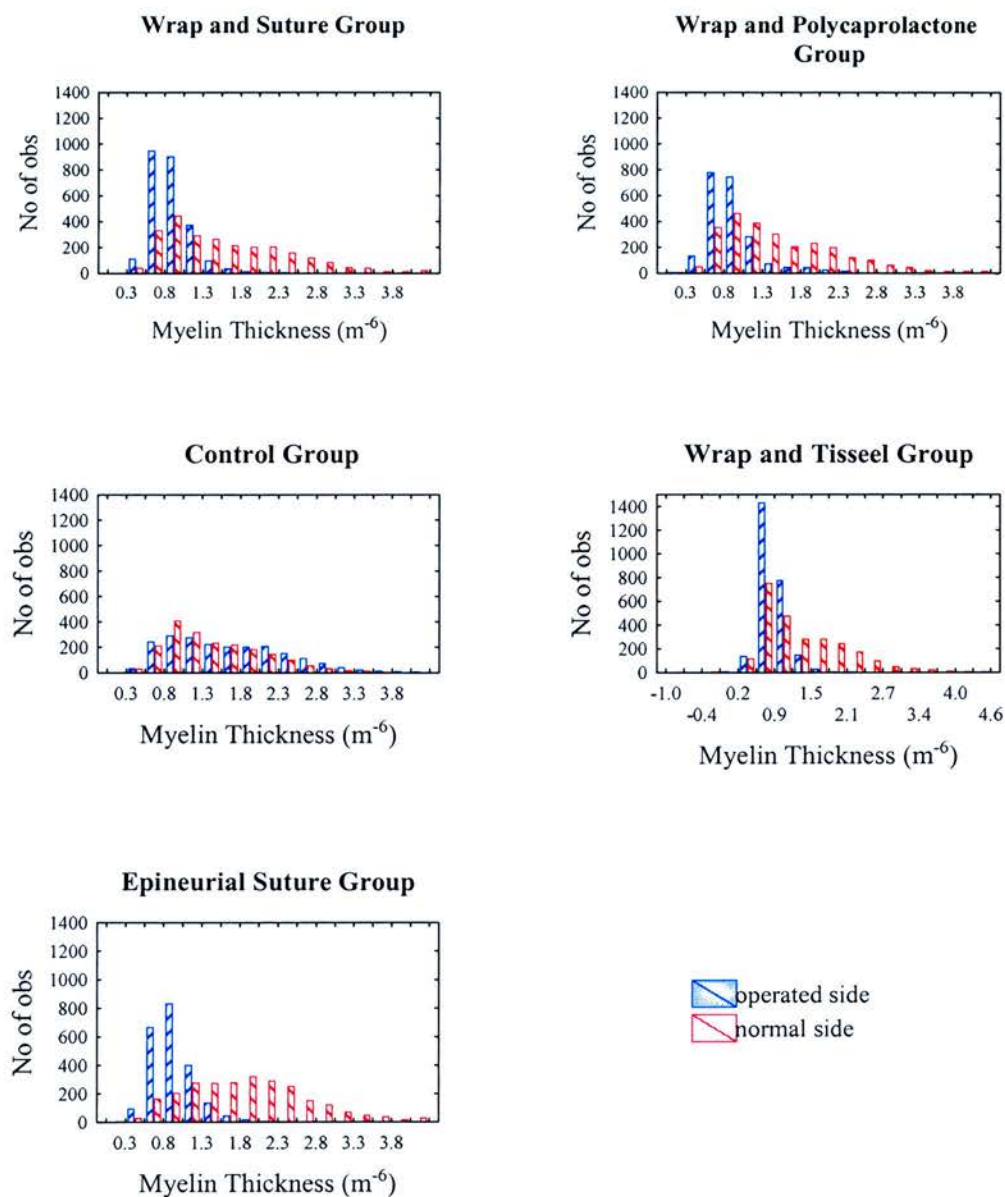 Wrap and Suture Group
1400
1200
1000
800
600
400
200
0
No of obs
0.3 0.8 1.3 1.8 2.3 2.8 3.3 3.8
Myelin Thickness (m⁻⁶)
Wrap and Polycaprolactone
Group
1400
1200
1000
800
600
400
200
0
No of obs
0.3 0.8 1.3 1.8 2.3 2.8 3.3 3.8
Myelin Thickness (m⁻⁶)
Control Group
1400
1200
1000
800
600
400
200
0
No of obs
0.3 0.8 1.3 1.8 2.3 2.8 3.3 3.8
Myelin Thickness (m⁻⁶)
Wrap and Tisseel Group
1400
1200
1000
800
600
400
200
0
No of obs
-1.0 0.2 1.5 2.7 4.0
-0.4 0.9 2.1 3.4 4.6
Myelin Thickness (m⁻⁶)
Epineurial Suture Group
1400
1200
1000
800
600
400
200
0
No of obs
0.3 0.8 1.3 1.8 2.3 2.8 3.3 3.8
Myelin Thickness (m⁻⁶)
operated side
normal side